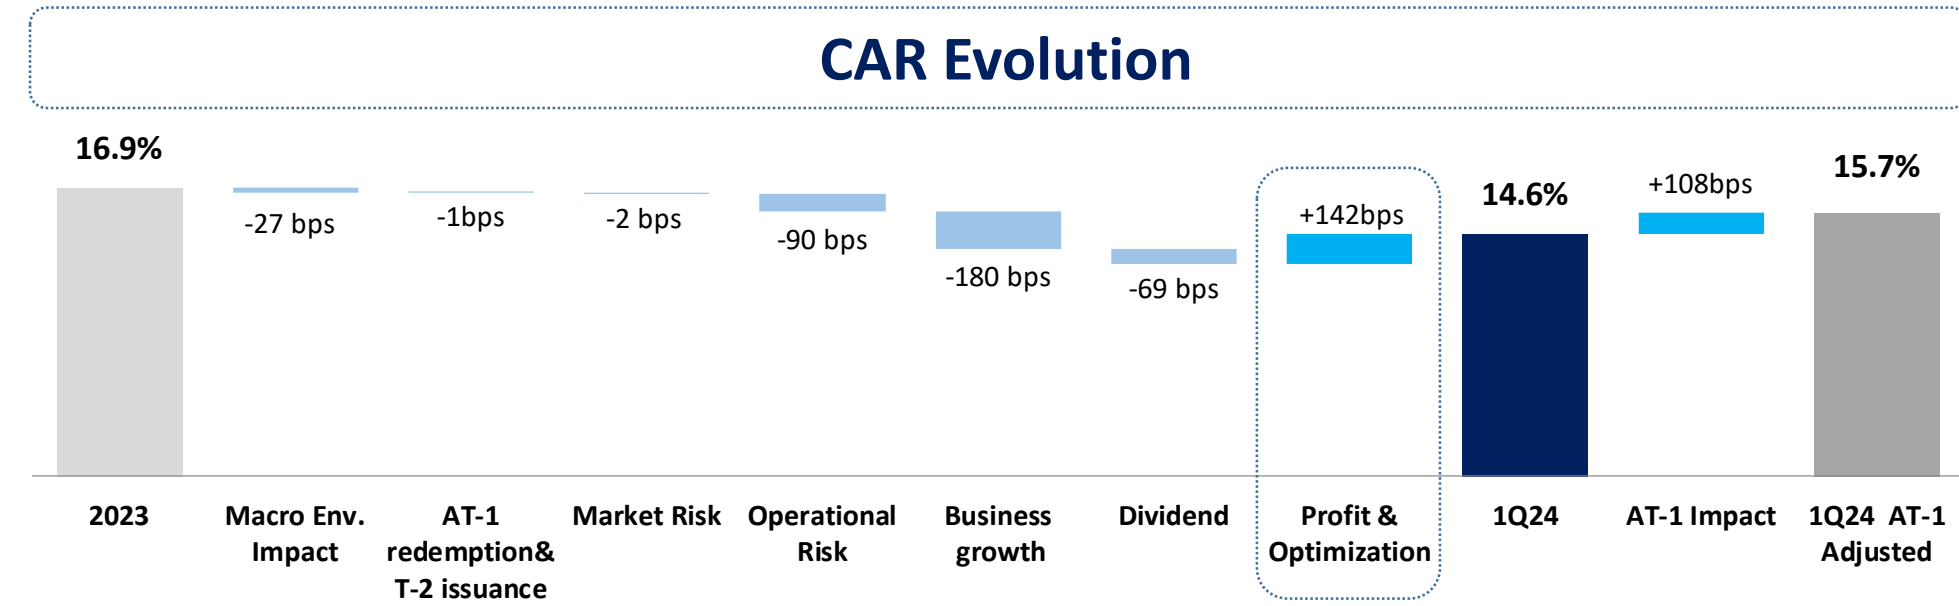 CAR Evolution
16.9%
-27 bps
-1bps
-2 bps
-90 bps
-180 bps
-69 bps
+142bps
14.6%
+108bps
15.7%
2023
Macro Env.
Impact
AT-1
redemption&
T-2 issuance
Market Risk
Operational
Risk
Business
growth
Dividend
Profit &
Optimization
1Q24
AT-1 Impact
1Q24 AT-1
Adjusted